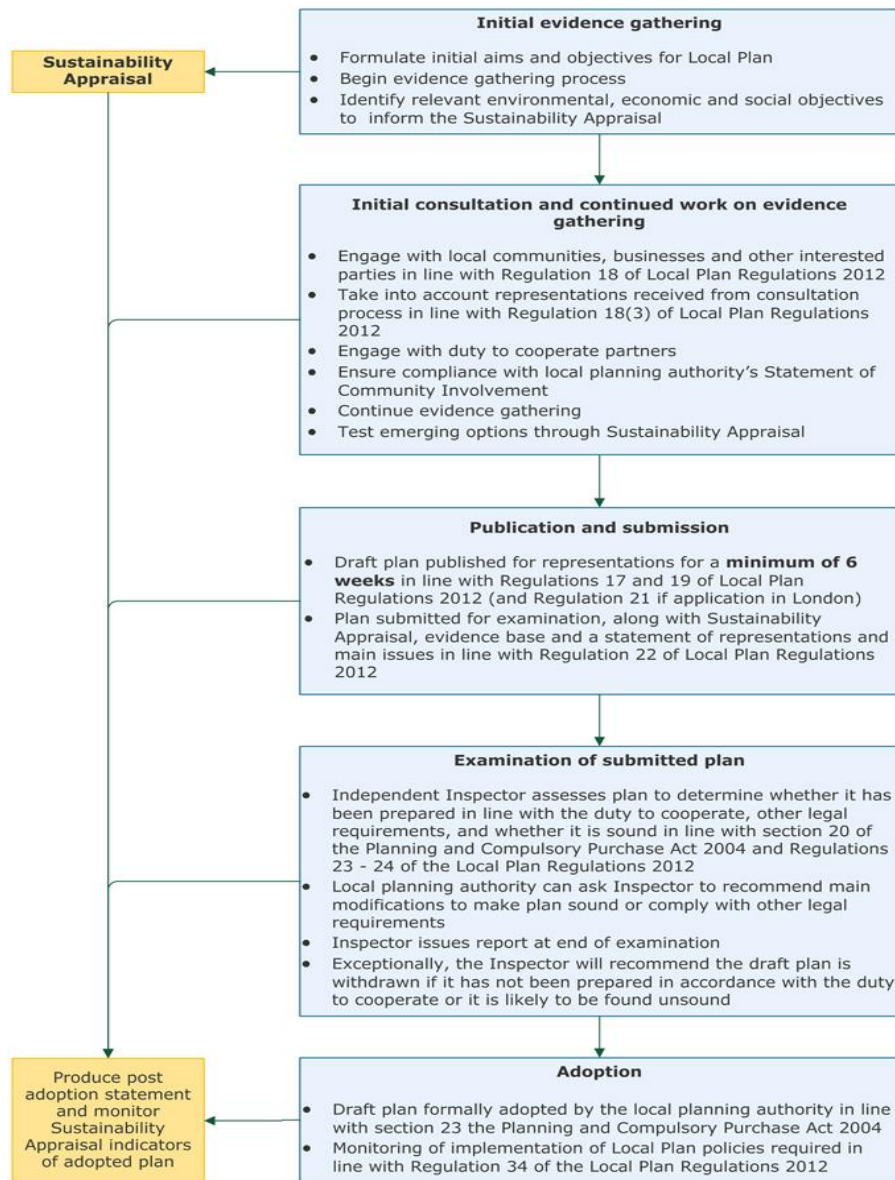 Initial evidence gathering
• Formulate initial aims and objectives for Local Plan
• Begin evidence gathering process
• Identify relevant environmental, economic and social objectives
to inform the Sustainability Appraisal
Sustainability
Appraisal
Initial consultation and continued work on evidence
gathering
• Engage with local communities, businesses and other interested
parties in line with Regulation 18 of Local Plan Regulations 2012
• Take into account representations received from consultation
process in line with Regulation 18(3) of Local Plan Regulations
2012
• Engage with duty to cooperate partners
• Ensure compliance with local planning authority's Statement of
Community Involvement
• Continue evidence gathering
• Test emerging options through Sustainability Appraisal
Publication and submission
• Draft plan published for representations for a minimum of 6
weeks in line with Regulations 17 and 19 of Local Plan
Regulations 2012 (and Regulation 21 if application in London)
• Plan submitted for examination, along with Sustainability
Appraisal, evidence base and a statement of representations and
main issues in line with Regulation 22 of Local Plan Regulations
2012
Examination of submitted plan
• Independent Inspector assesses plan to determine whether it has
been prepared in line with the duty to cooperate, other legal
requirements, and whether it is sound in line with section 20 of
the Planning and Compulsory Purchase Act 2004 and Regulations
23 - 24 of the Local Plan Regulations 2012
• Local planning authority can ask Inspector to recommend main
modifications to make plan sound or comply with other legal
requirements
• Inspector issues report at end of examination
• Exceptionally, the Inspector will recommend the draft plan is
withdrawn if it has not been prepared in accordance with the duty
to cooperate or it is likely to be found unsound
Adoption
• Draft plan formally adopted by the local planning authority in line
with section 23 the Planning and Compulsory Purchase Act 2004
• Monitoring of implementation of Local Plan policies required in
line with Regulation 34 of the Local Plan Regulations 2012
Produce post
adoption statement
and monitor
Sustainability
Appraisal indicators
of adopted plan